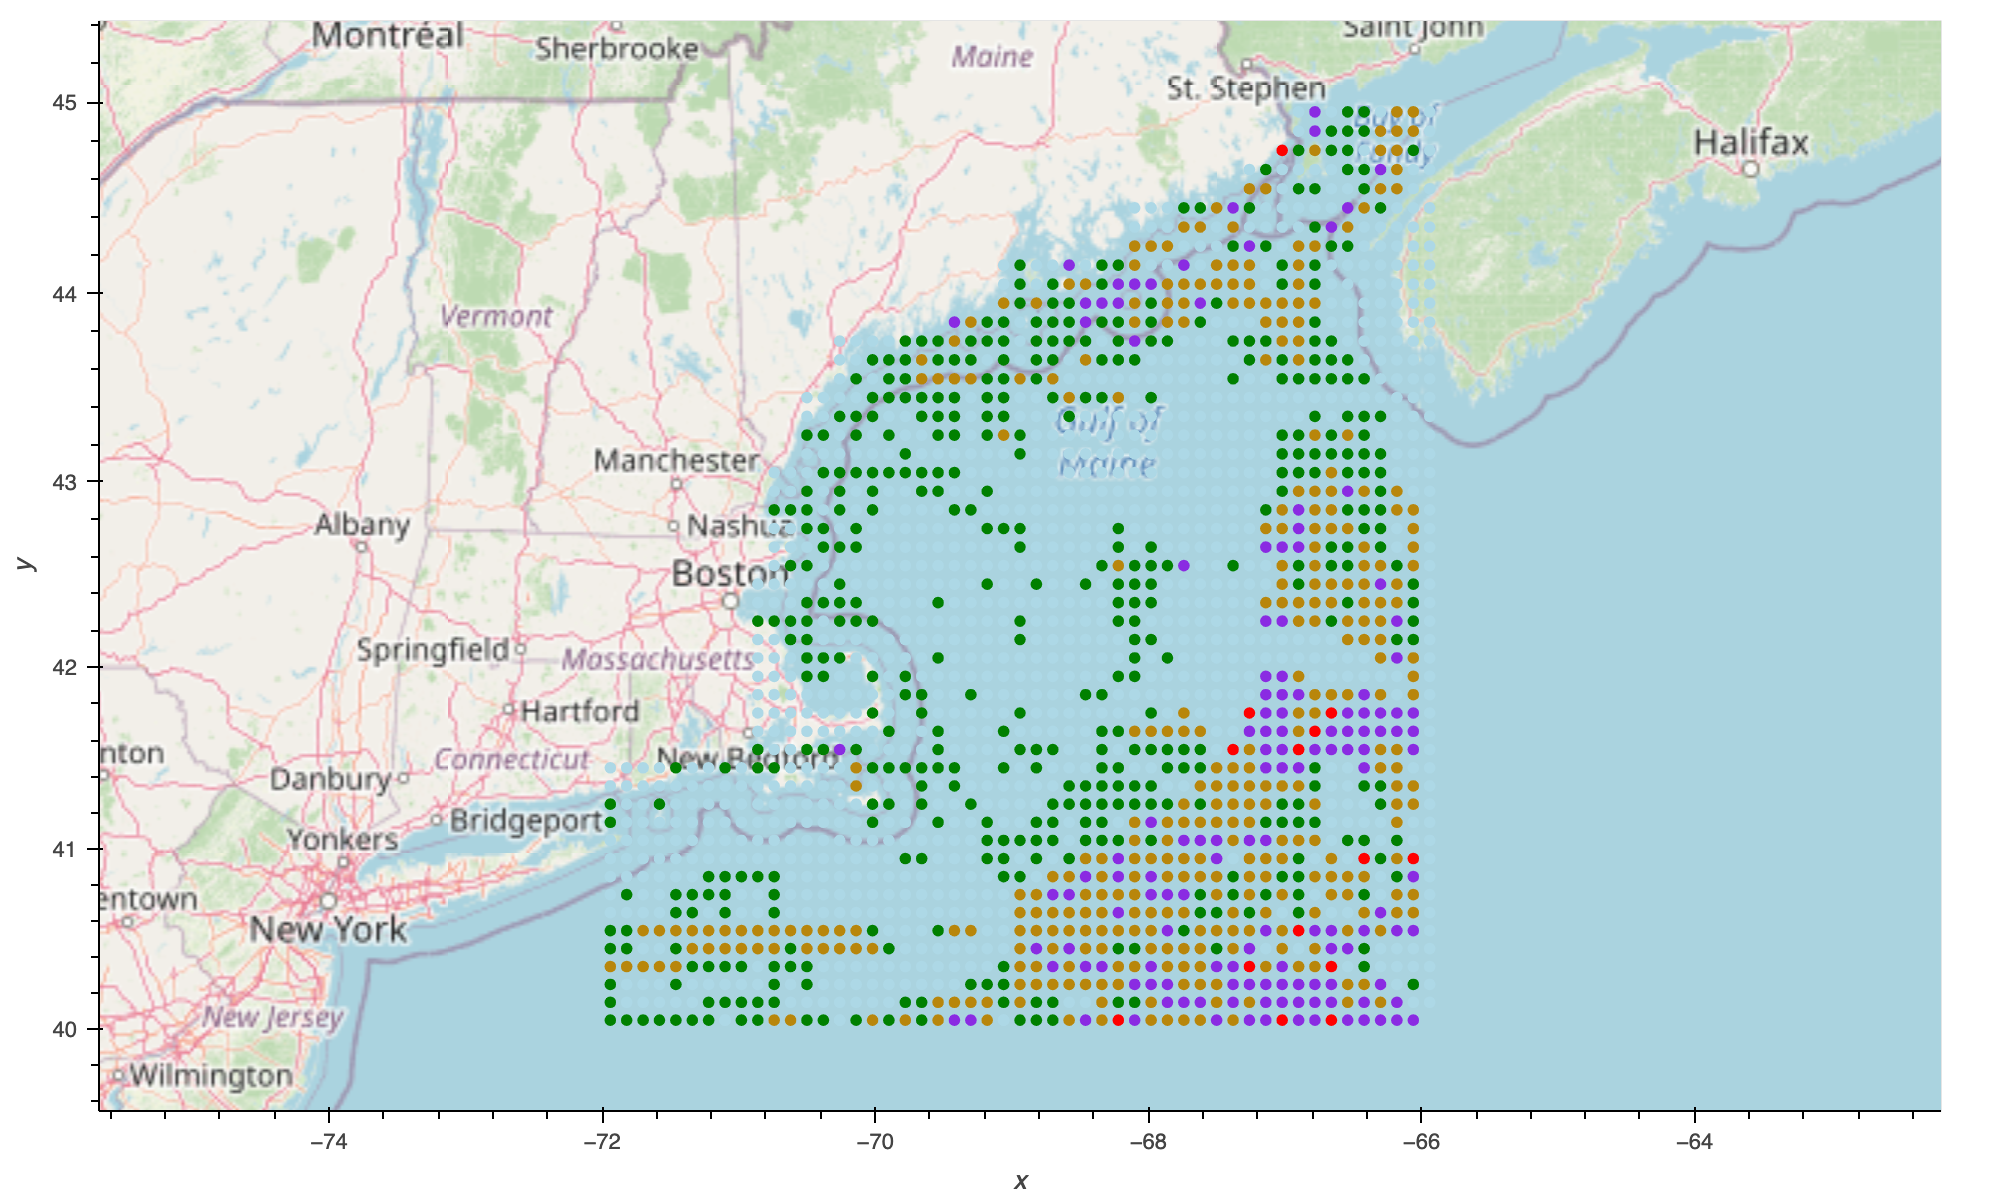 Montréal
Sherbrooke
Maine
Saint John
St. Stephen
45
Bay of
Fundy
Halifax
44
Vermont
Gulf of
Maine
43
Manchester
Albany
Nashua
y
Boston
Springfield
42
Massachusetts
Hartford
nton
Connecticut
New Bedford
Danbury
Bridgeport
Yonkers
41
entown
New York
New Jersey
40
Wilmington
−74
−72
−70
−68
−66
−64
x